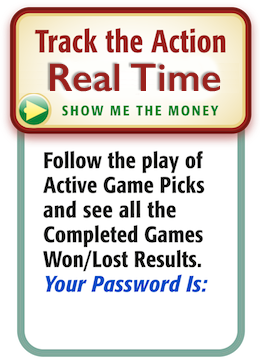 Track the Action
Real Time
SHOW ME THE MONEY
Follow the play of
Active Game Picks
and see all the
Completed Games
Won/Lost Results.
Your Password Is: